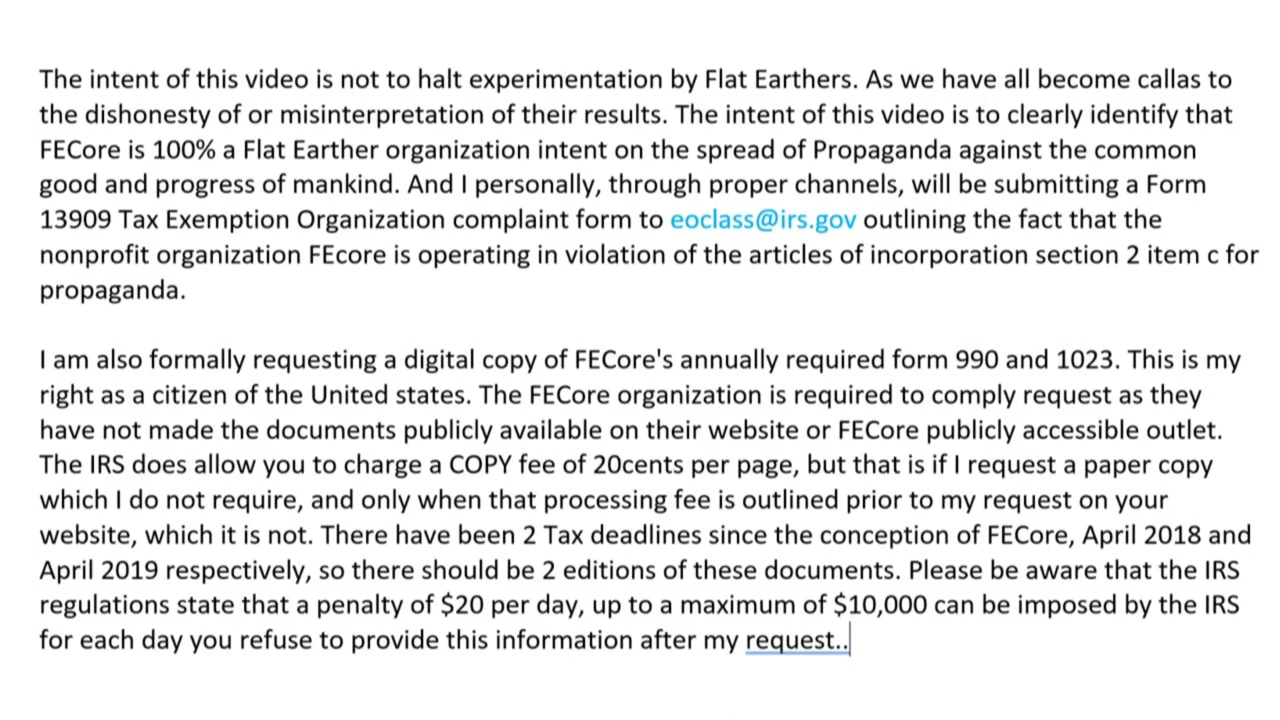 The intent of this video is not to halt experimentation by Flat Earthers. As we have all become callas to
the dishonesty of or misinterpretation of their results. The intent of this video is to clearly identify that
FECore is 100% a Flat Earther organization intent on the spread of Propaganda against the common
good and progress of mankind. And I personally, through proper channels, will be submitting a Form
13909 Tax Exemption Organization complaint form to eoclass@irs.gov outlining the fact that the
nonprofit organization FEcore is operating in violation of the articles of incorporation section 2 item c for
propaganda.
I am also formally requesting a digital copy of FECore's annually required form 990 and 1023. This is my
right as a citizen of the United states. The FECore organization is required to comply request as they
have not made the documents publicly available on their website or FECore publicly accessible outlet.
The IRS does allow you to charge a COPY fee of 20cents per page, but that is if I request a paper copy
which I do not require, and only when that processing fee is outlined prior to my request on your
website, which it is not. There have been 2 Tax deadlines since the conception of FECore, April 2018 and
April 2019 respectively, so there should be 2 editions of these documents. Please be aware that the IRS
regulations state that a penalty of $20 per day, up to a maximum of $10,000 can be imposed by the IRS
for each day you refuse to provide this information after my request..